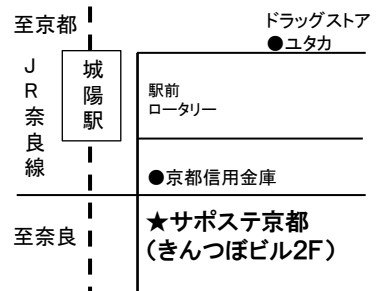 至京都
ドラッグストア
●ユタカ
JR奈良線
城陽駅
駅前
ロータリー
●京都信用金庫
★サポステ京都
至奈良
(きんつぼビル2F)